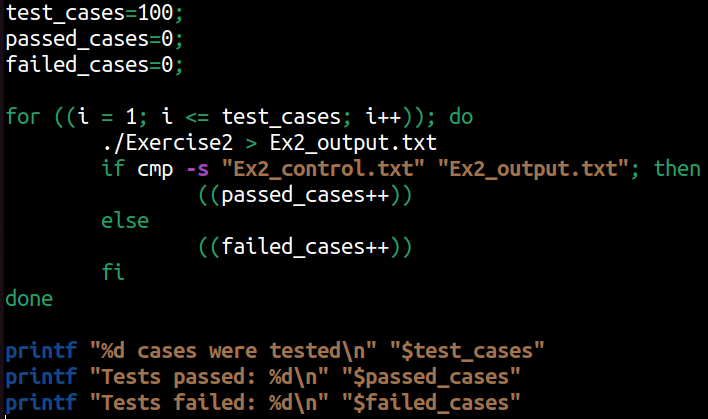 test_cases=100;
passed_cases=0;
failed_cases=0;
for ((i = 1; i <= test_cases; i++)); do
./Exercise2 > Ex2_output.txt
if cmp -s "Ex2_control.txt" "Ex2_output.txt"; then
((passed_cases++))
else
((failed_cases++))
fi
done
printf "%d cases were tested\n" "$test_cases"
printf "Tests passed: %d\n" "$passed_cases"
printf "Tests failed: %d\n" "$failed_cases"